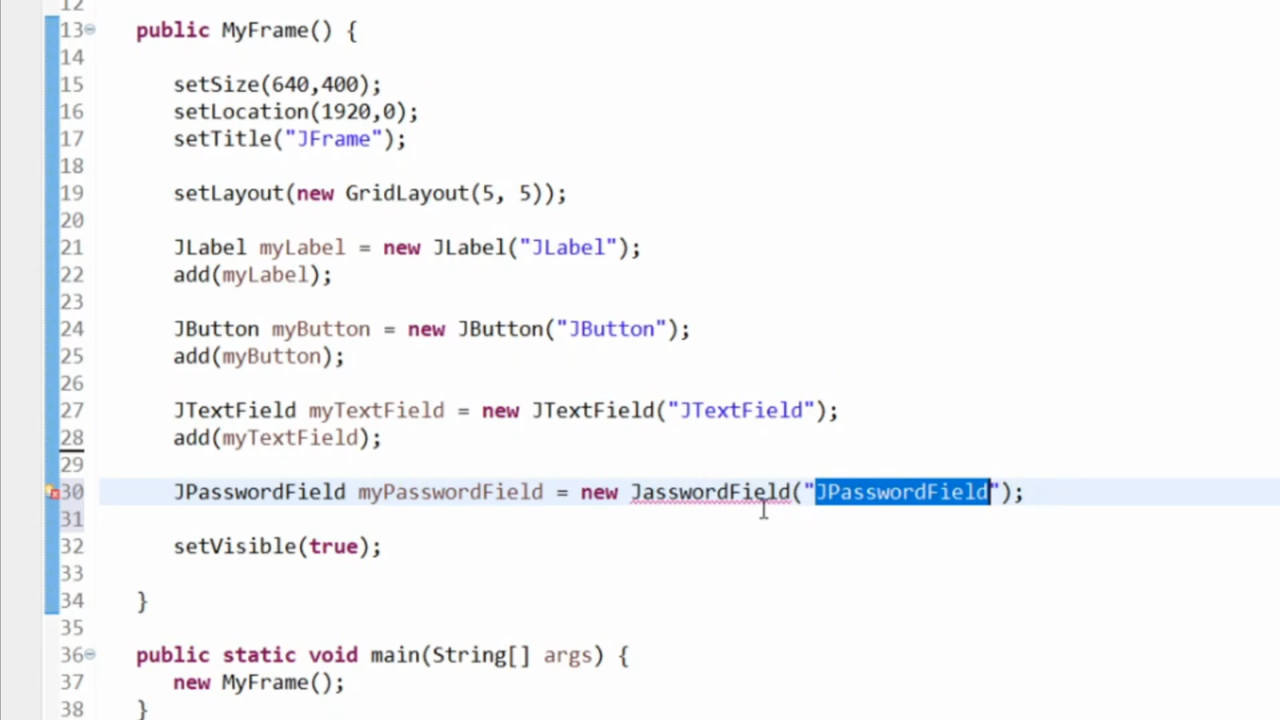 12
13 public MyFrame() {
14
15 setSize(640,400);
16 setLocation(1920,0);
17 setTitle("JFrame");
18
19 setLayout(new GridLayout(5, 5));
20
21 JLabel myLabel = new JLabel("JLabel");
22 add(myLabel);
23
24 JButton myButton = new JButton("JButton");
25 add(myButton);
26
27 JTextField myTextField = new JTextField("JTextField");
28 add(myTextField);
29
30 JPasswordField myPasswordField = new JasswordField("JPasswordField");
31
32 setVisible(true);
33
34 }
35
36 public static void main(String[] args) {
37 new MyFrame();
38 }